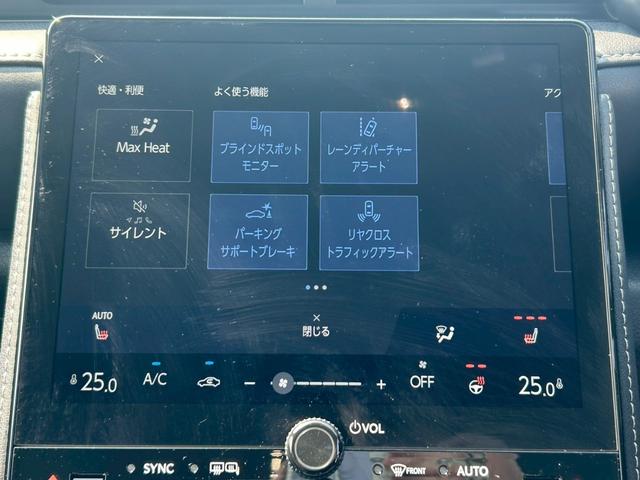 快適・利便
よく使う機能
アク
Max Heat
ブラインドスポット
モニター
レーンディパーチャー
アラート
サイレント
パーキング
サポートブレーキ
リヤクロス
トラフィックアラート
AUTO
閉じる
25.0
A/C
OFF
25.0
VOL
SYNC
FRONT
AUTO